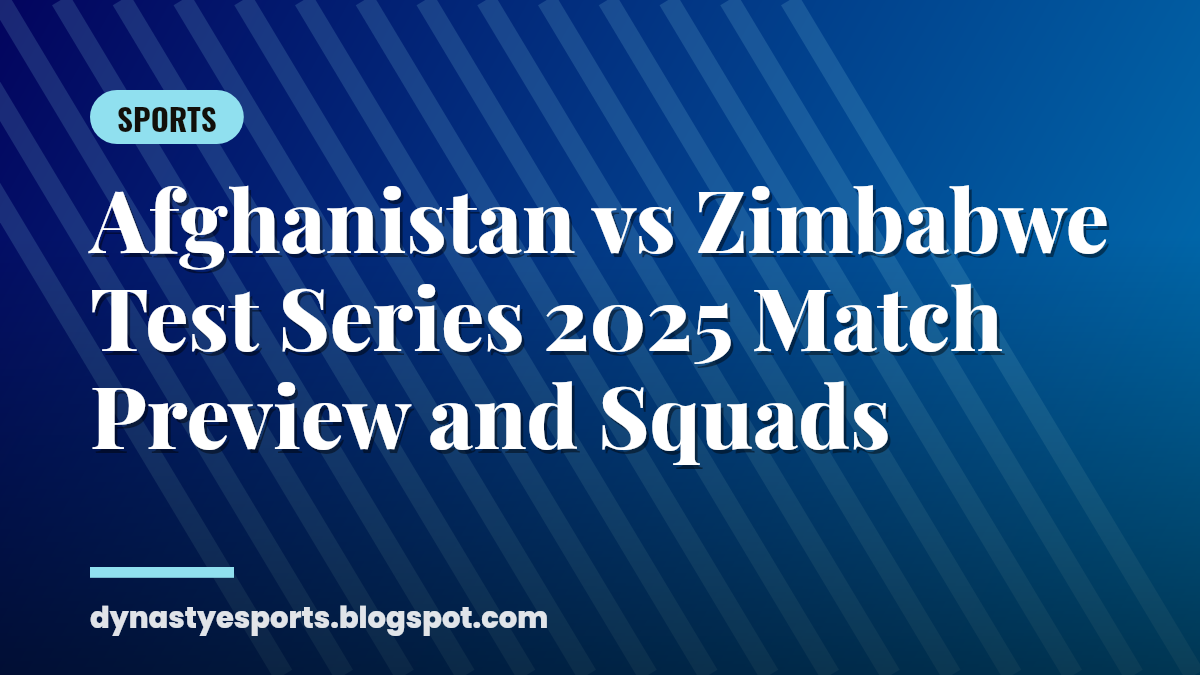 SPORTS
Afghanistan vs Zimbabwe
Test Series 2025 Match
Preview and Squads
dynastyesports.blogspot.com